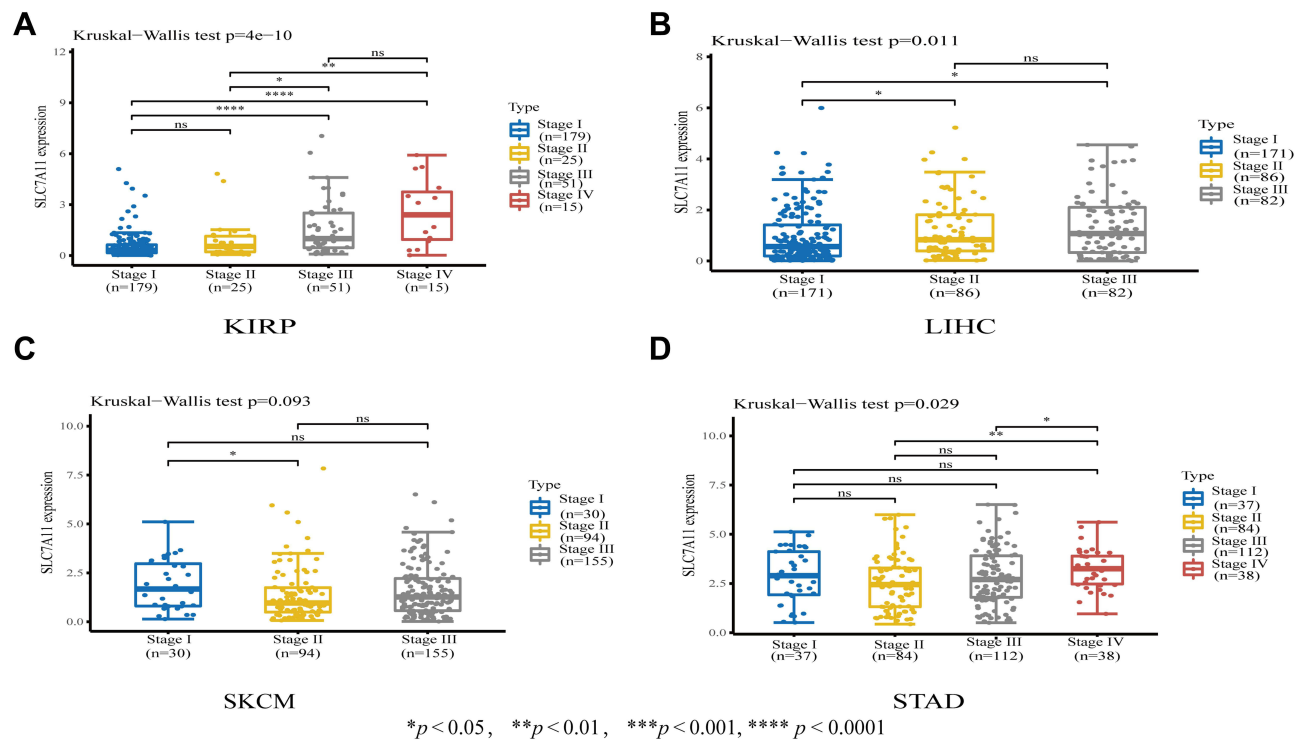 A
Kruskal−Wallis test p=4e−10
SLC7A11 expression
12
9
6
3
0
ns
**
*
****
****
ns
Stage I
(n=179)
Stage II
(n=25)
Stage III
(n=51)
Stage IV
(n=15)
Type
Stage I
(n=179)
Stage II
(n=25)
Stage III
(n=51)
Stage IV
(n=15)
KIRP
B
Kruskal−Wallis test p=0.011
SLC7A11 expression
8
6
4
2
0
ns
*
*
Stage I
(n=171)
Stage II
(n=86)
Stage III
(n=82)
Type
Stage I
(n=171)
Stage II
(n=86)
Stage III
(n=82)
LIHC
C
Kruskal−Wallis test p=0.093
SLC7A11 expression
10.0
7.5
5.0
2.5
0.0
ns
ns
*
Stage I
(n=30)
Stage II
(n=94)
Stage III
(n=155)
Type
Stage I
(n=30)
Stage II
(n=94)
Stage III
(n=155)
SKCM
D
Kruskal−Wallis test p=0.029
SLC7A11 expression
10.0
7.5
5.0
2.5
0.0
*
**
ns
ns
ns
ns
Stage I
(n=37)
Stage II
(n=84)
Stage III
(n=112)
Stage IV
(n=38)
Type
Stage I
(n=37)
Stage II
(n=84)
Stage III
(n=112)
Stage IV
(n=38)
STAD
*p < 0.05, **p < 0.01, ***p < 0.001, **** p < 0.0001